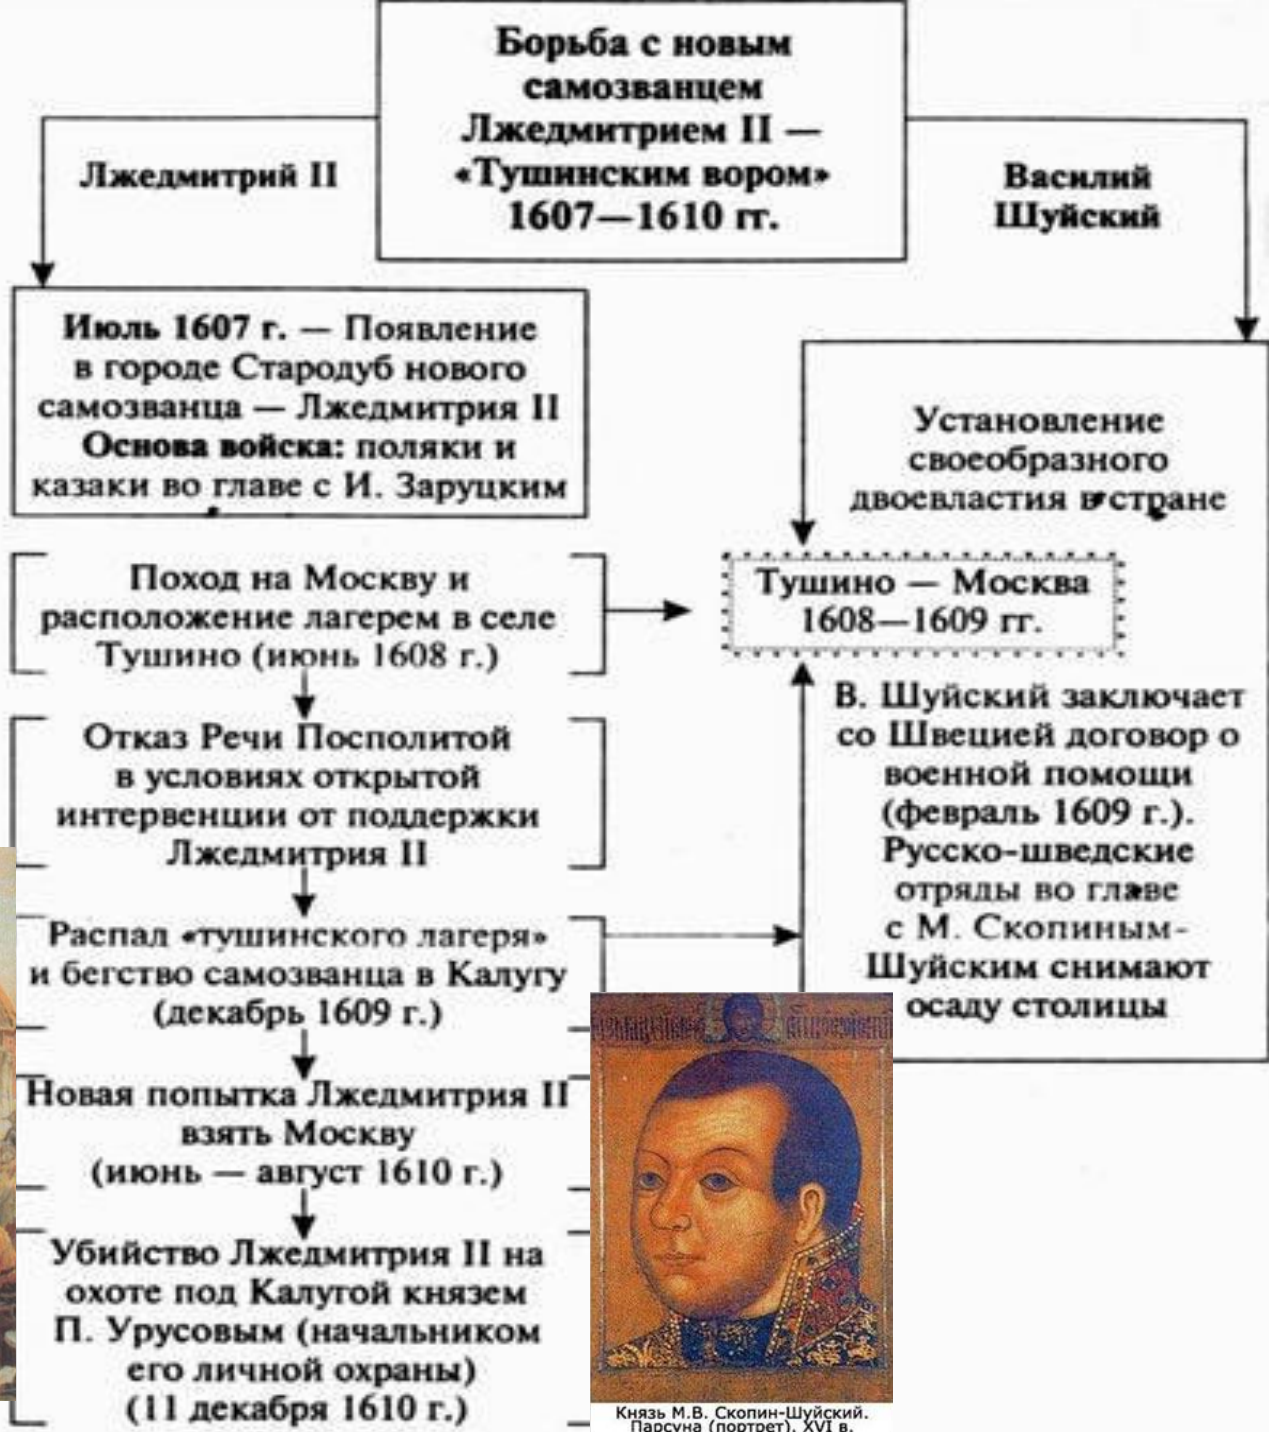 Борьба с новым
самозванцем
Лжедмитрием II —
«Тушинским вором»
1607—1610 гг.
Лжедмитрий II
Василий
Шуйский
Июль 1607 г. — Появление
в городе Стародуб нового
самозванца — Лжедмитрия II
Основа войска: поляки и
казаки во главе с И. Заруцким
Поход на Москву и
расположение лагерем в селе
Тушино (июнь 1608 г.)
Отказ Речи Посполитой
в условиях открытой
интервенции от поддержки
Лжедмитрия II
Распал «тушинского лагеря»
и бегство самозванца в Калугу
(декабрь 1609 г.)
Новая попытка Лжедмитрия II
взять Москву
(июнь — август 1610 г.)
Убийство Лжедмитрия II на
охоте под Калугой князем
П. Урусовым (начальником
его личной охраны)
(11 декабря 1610 г.)
Установление
своеобразного
двоевластия в стране
Тушино — Москва
1608—1609 гг.
В. Шуйский заключает
со Швецией договор о
военной помощи
(февраль 1609 г.).
Русско-шведские
отряды во главе
с М. Скопиным-
Шуйским снимают
осаду столицы
Князь М.В. Скопин-Шуйский.
Парсуна (портрет). XVI в.